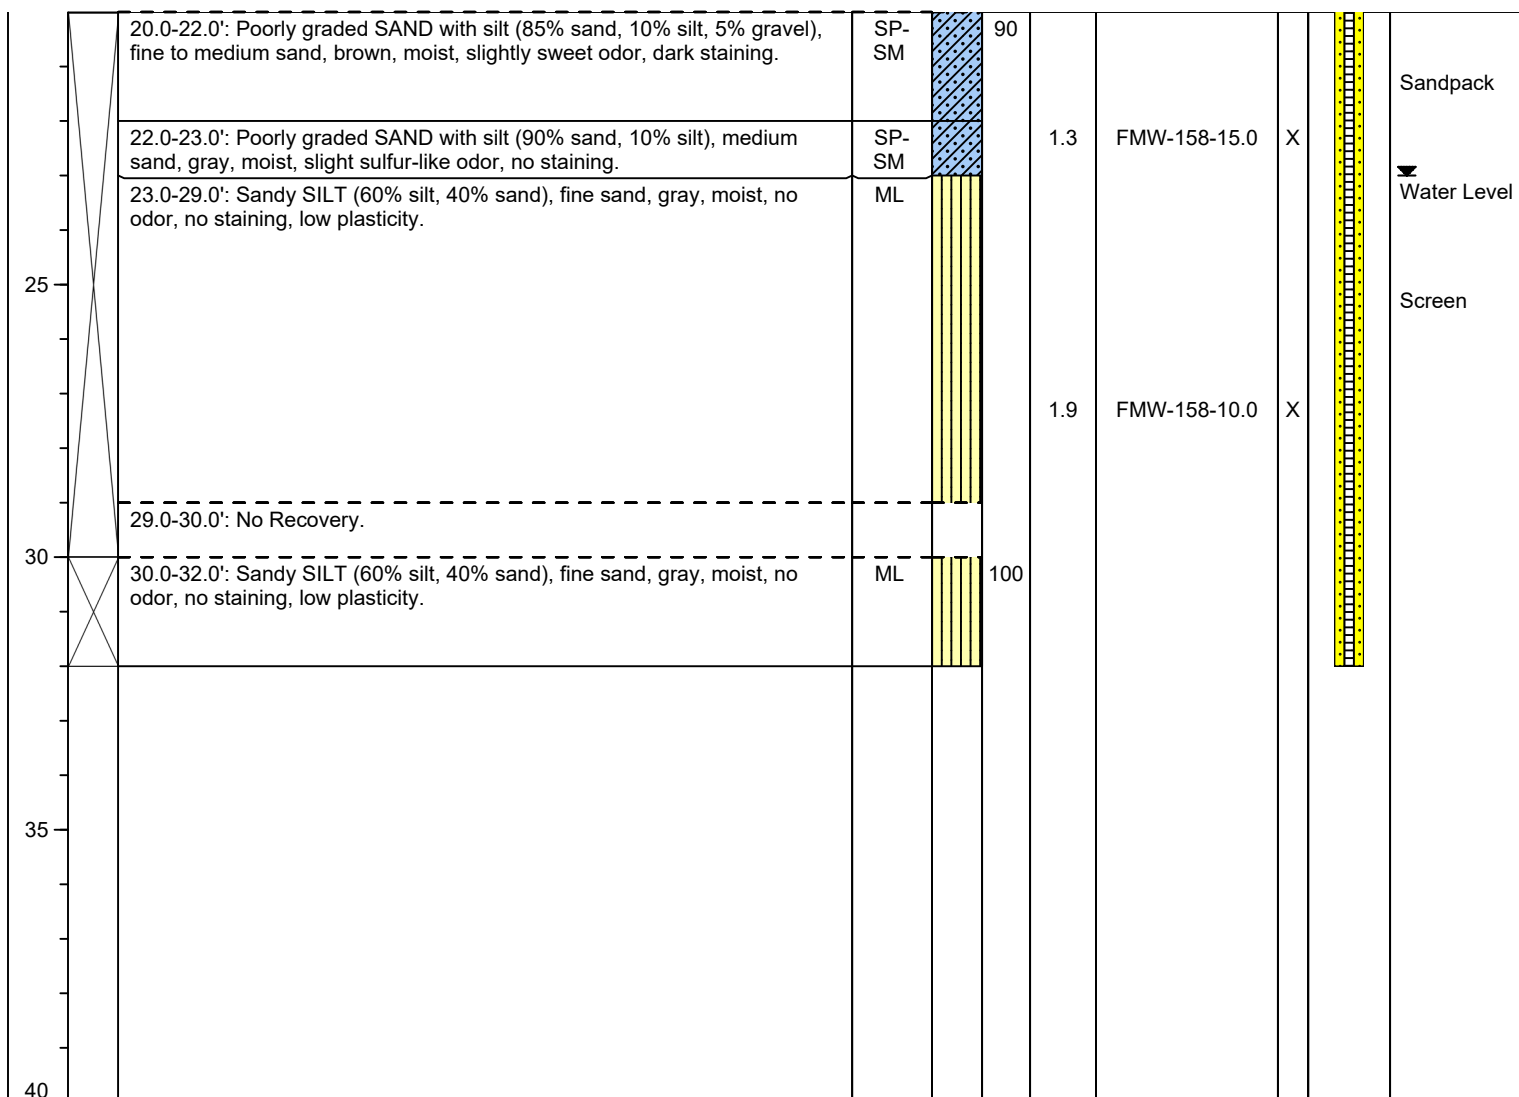 20.0-22.0': Poorly graded SAND with silt (85% sand, 10% silt, 5% gravel),
fine to medium sand, brown, moist, slightly sweet odor, dark staining.
SP-
SM
90
Sandpack
22.0-23.0': Poorly graded SAND with silt (90% sand, 10% silt), medium
sand, gray, moist, slight sulfur-like odor, no staining.
SP-
SM
1.3
FMW-158-15.0
X
Water Level
23.0-29.0': Sandy SILT (60% silt, 40% sand), fine sand, gray, moist, no
odor, no staining, low plasticity.
ML
25
Screen
1.9
FMW-158-10.0
X
29.0-30.0': No Recovery.
30
30.0-32.0': Sandy SILT (60% silt, 40% sand), fine sand, gray, moist, no
odor, no staining, low plasticity.
ML
100
35
40